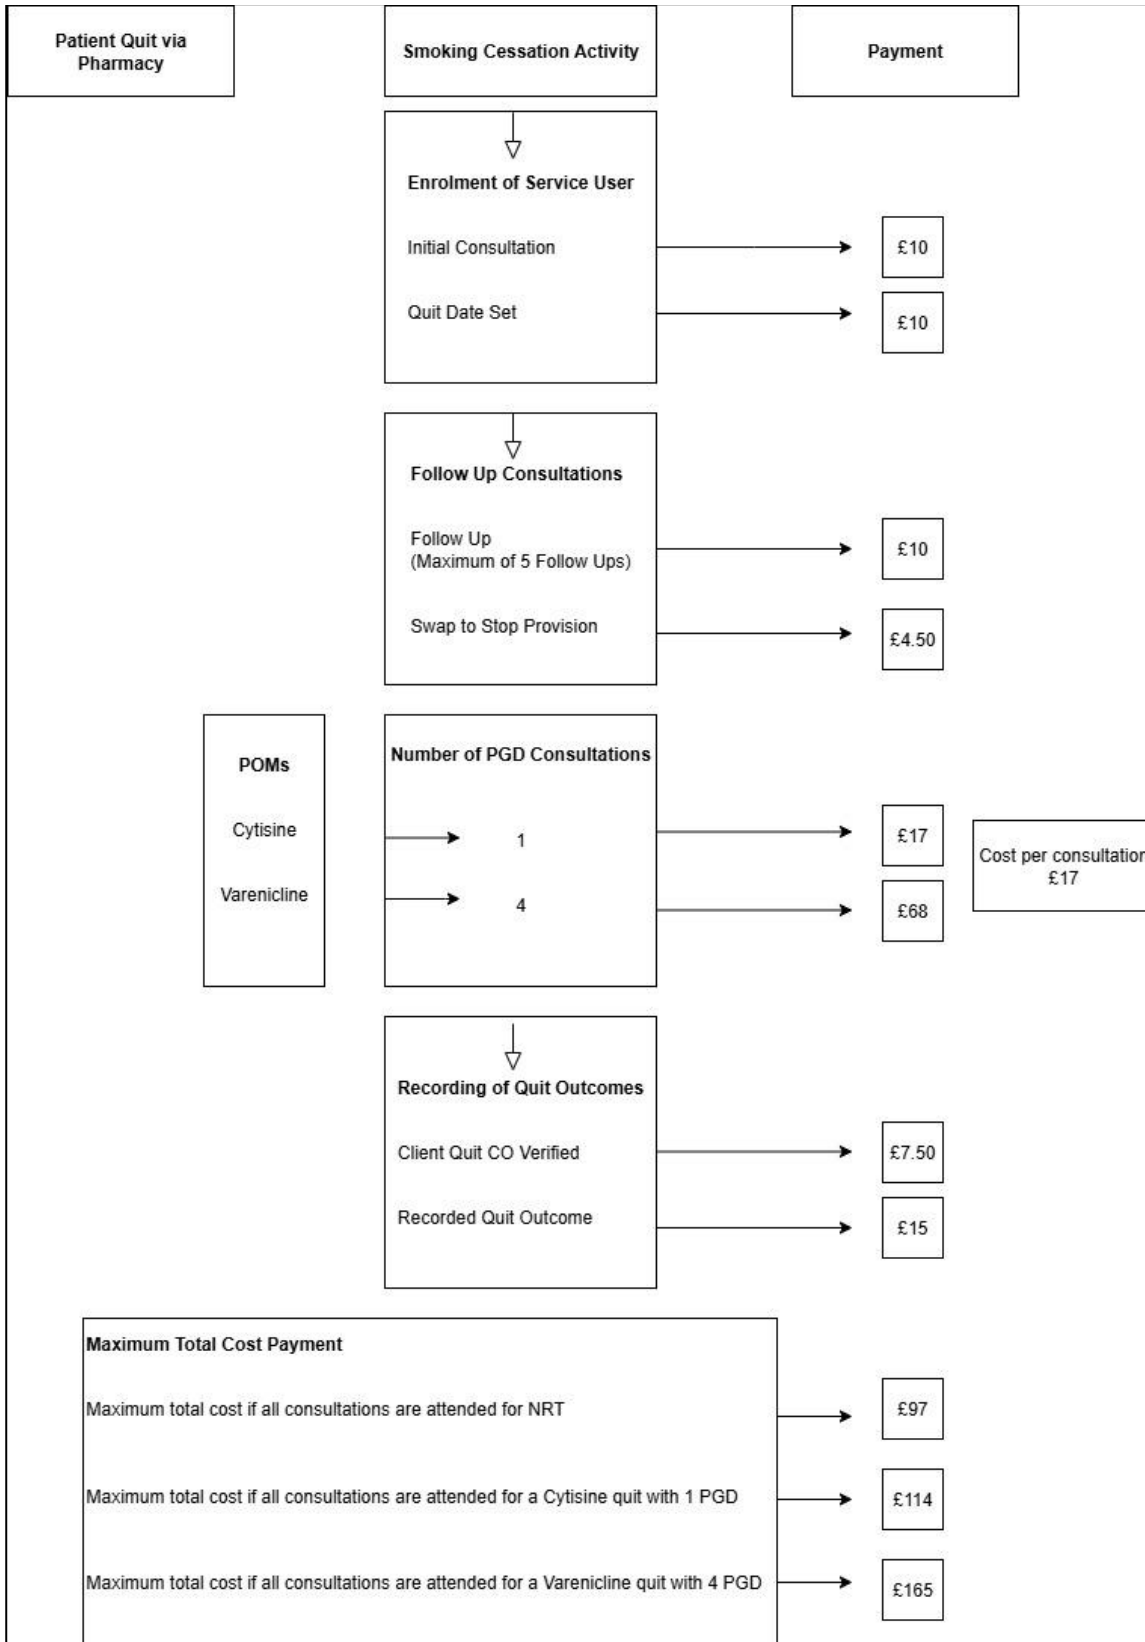 Patient Quit via
Pharmacy
Smoking Cessation Activity
Payment
Enrolment of Service User
Initial Consultation
£10
Quit Date Set
£10
Follow Up Consultations
Follow Up
(Maximum of 5 Follow Ups)
£10
Swap to Stop Provision
£4.50
POMs
Cytisine
Varenicline
Number of PGD Consultations
1
£17
4
£68
Cost per consultation
£17
Recording of Quit Outcomes
Client Quit CO Verified
£7.50
Recorded Quit Outcome
£15
Maximum Total Cost Payment
Maximum total cost if all consultations are attended for NRT
£97
Maximum total cost if all consultations are attended for a Cytisine quit with 1 PGD
£114
Maximum total cost if all consultations are attended for a Varenicline quit with 4 PGD
£165